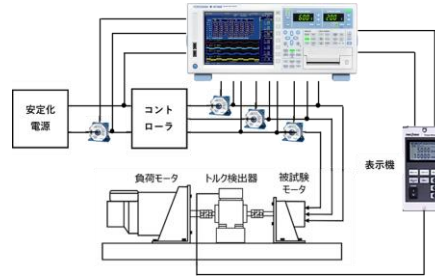 安定化
電源
コント
ローラ
表示機
負荷モータ
トルク検出器
被試験
モータ